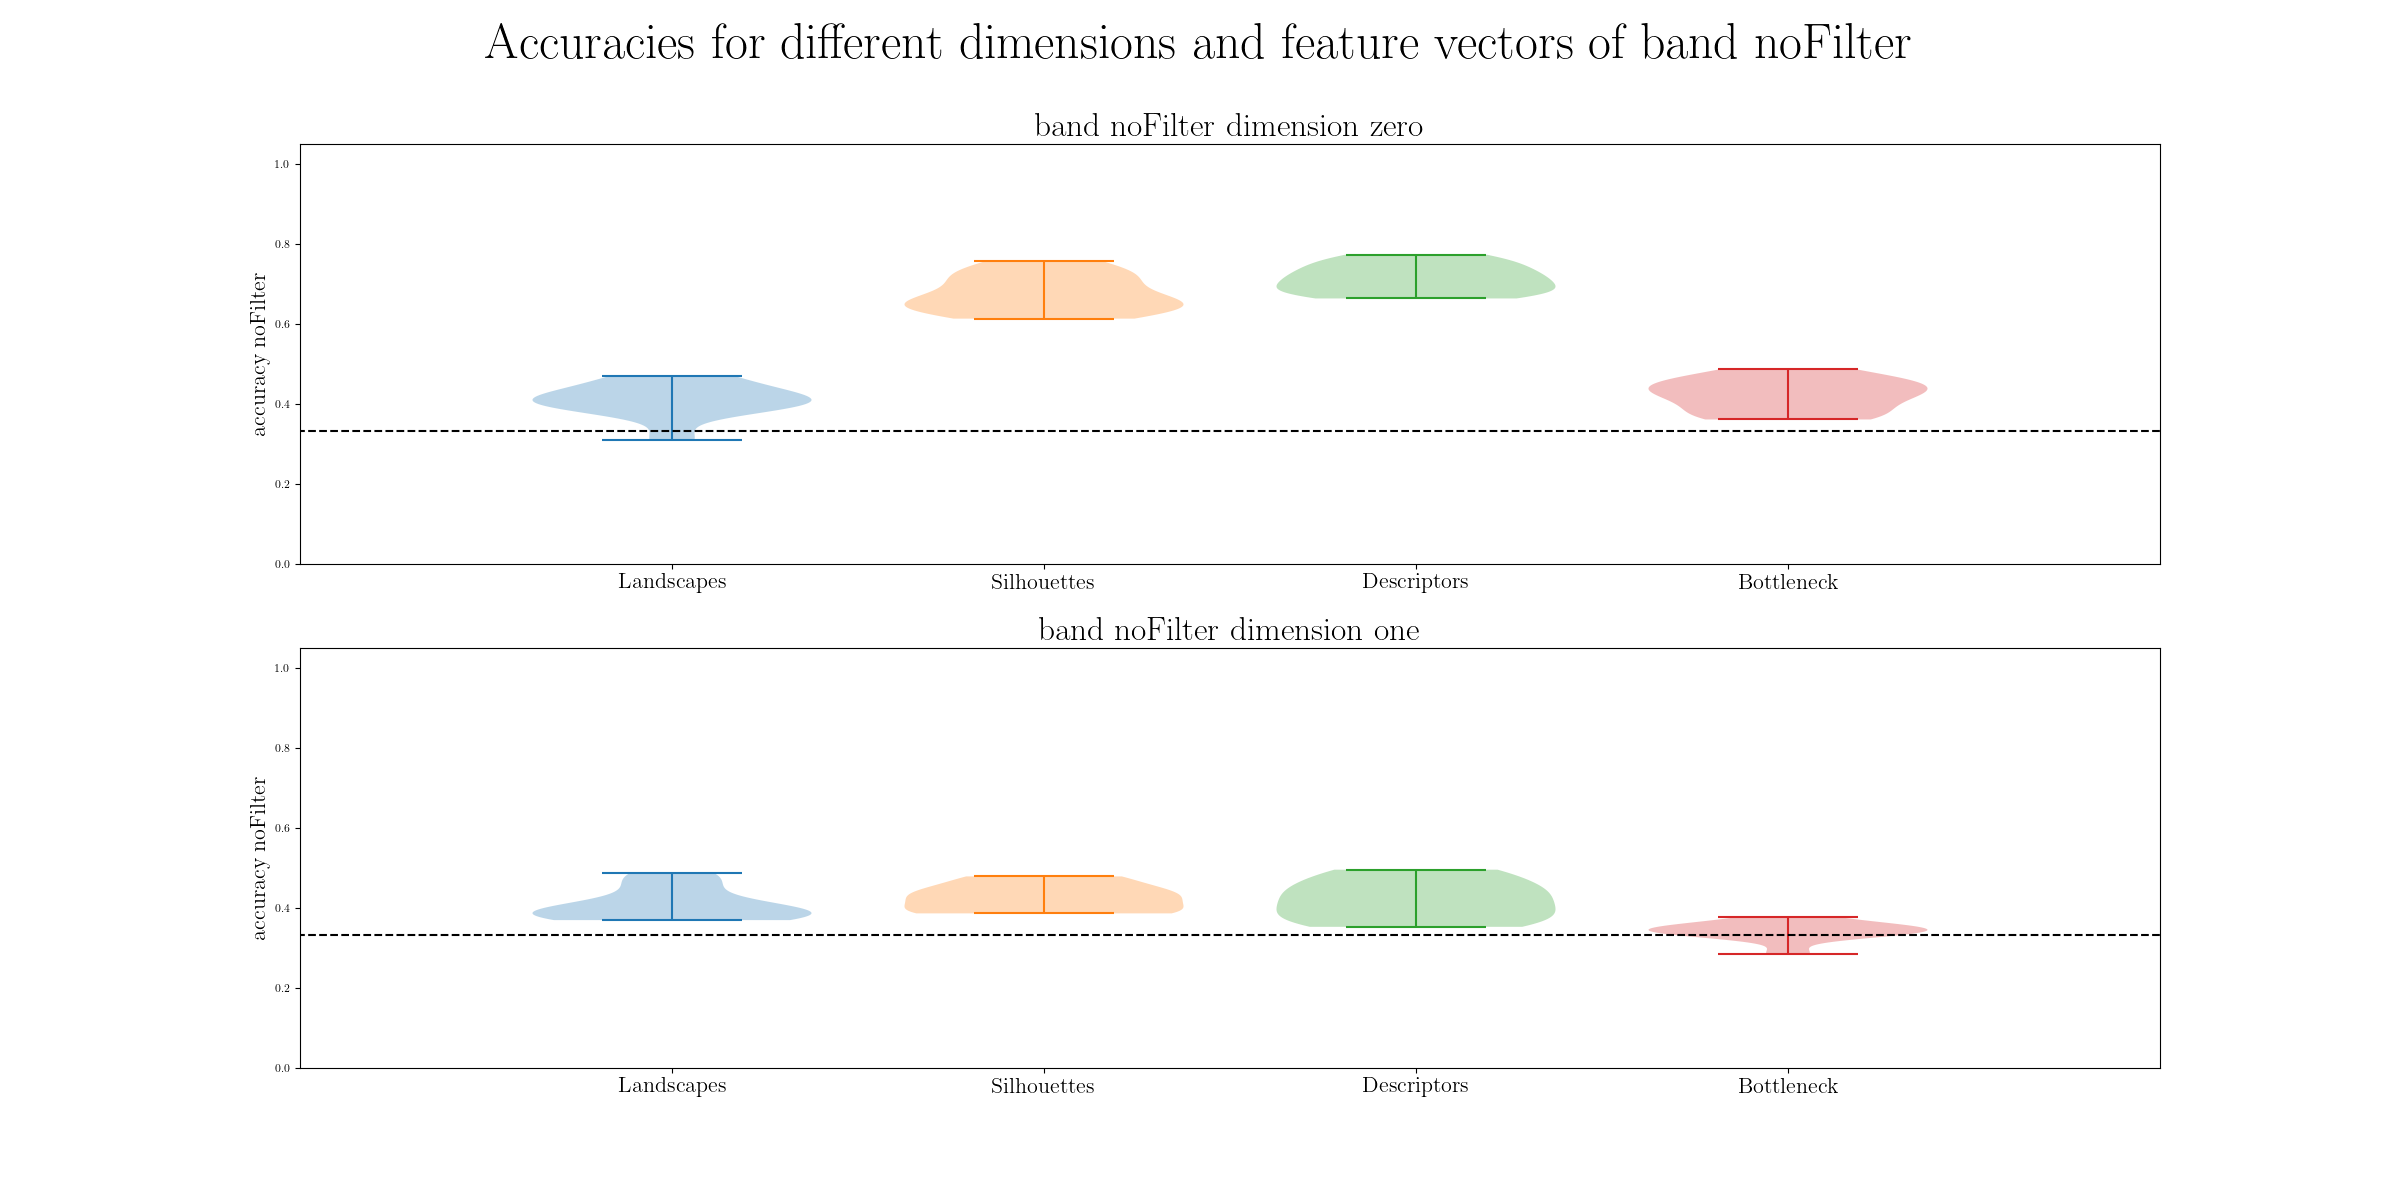 Accuracies for different dimensions and feature vectors of band noFilter
band noFilter dimension zero
accuracy noFilter
1.0
0.8
0.6
0.4
0.2
0.0
Landscapes Silhouettes Descriptors Bottleneck
band noFilter dimension one
accuracy noFilter
1.0
0.8
0.6
0.4
0.2
0.0
Landscapes Silhouettes Descriptors Bottleneck